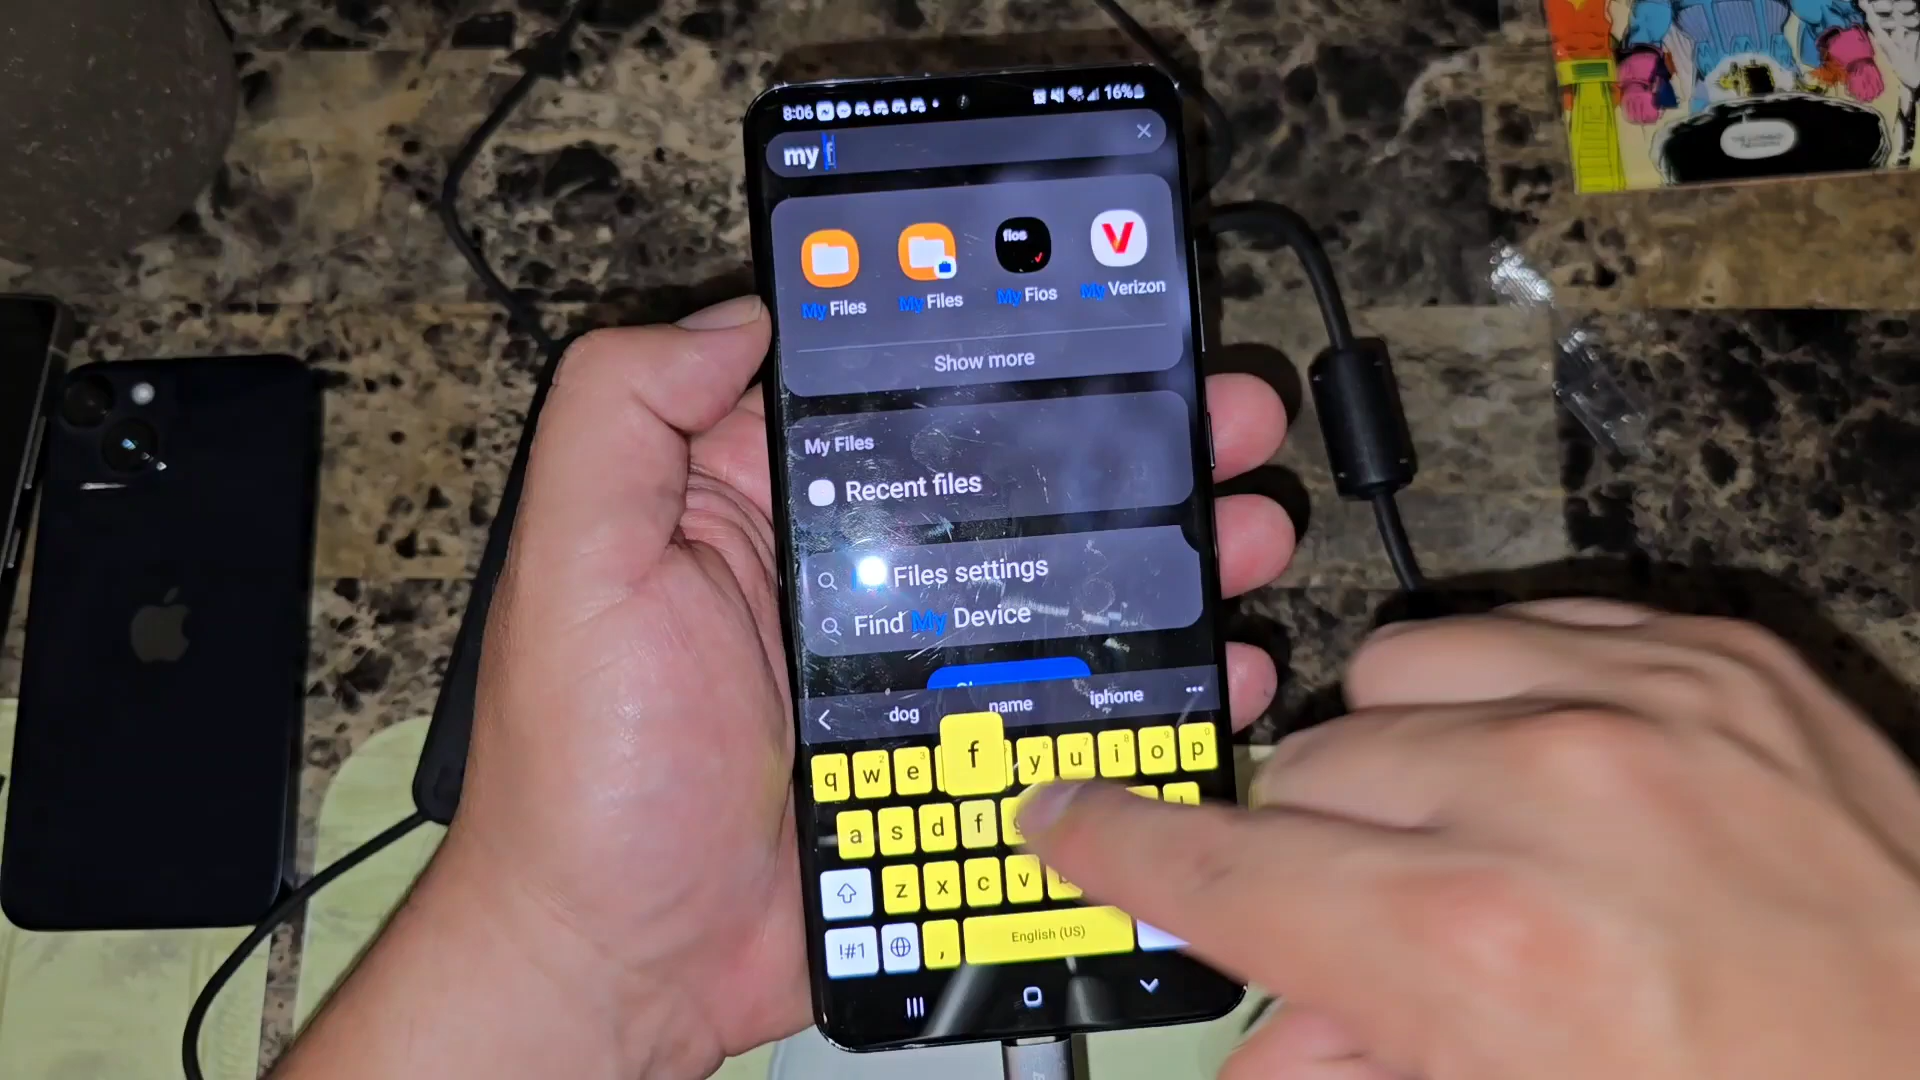 8:06 16%
my f
fios
My Files My Files My Fios My Verizon
Show more
My Files
Recent files
Files settings
Find My Device
dog name iphone
f
q w e y u i o p
a s d f
z x c v
!#1 , English (US)